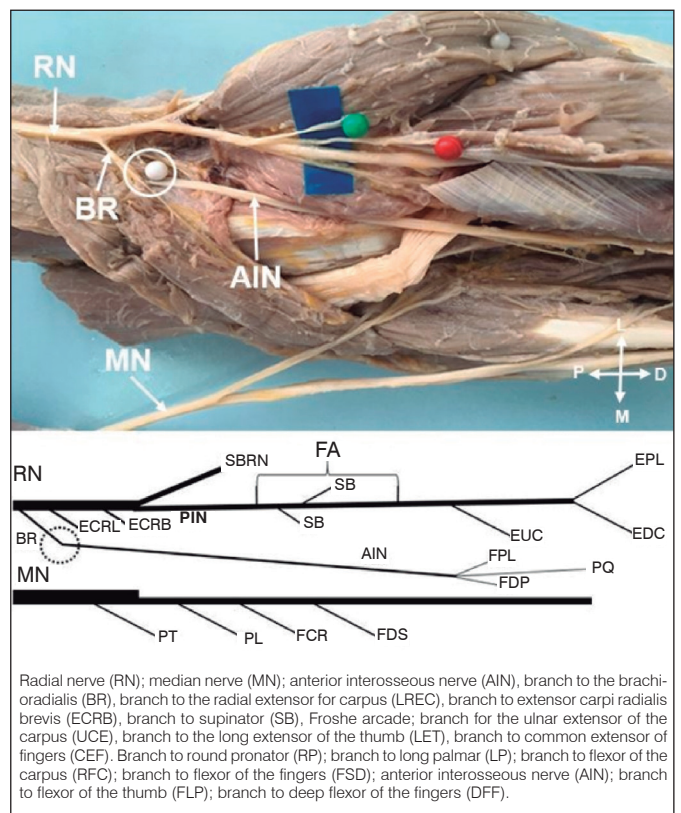 RN
BR
AIN
MN
L
P D
M
SBRN
FA
EPL
RN
SB
ECRL
ECRB
PIN
SB
BR
EUC
EDC
AIN
FPL
MN
FDP
PQ
PT
PL
FCR
FDS
Radial nerve (RN); median nerve (MN); anterior interosseous nerve (AIN), branch to the brachi-
oradialis (BR), branch to the radial extensor for carpus (LREC), branch to extensor carpi radialis
brevis (ECRB), branch to supinator (SB), Froshe arcade; branch for the ulnar extensor of the
carpus (UCE), branch to the long extensor of the thumb (LET), branch to common extensor of
fingers (CEF). Branch to round pronator (RP); branch to long palmar (LP); branch to flexor of the
carpus (RFC); branch to flexor of the fingers (FSD); anterior interosseous nerve (AIN); branch
to flexor of the thumb (FLP); branch to deep flexor of the fingers (DFF).